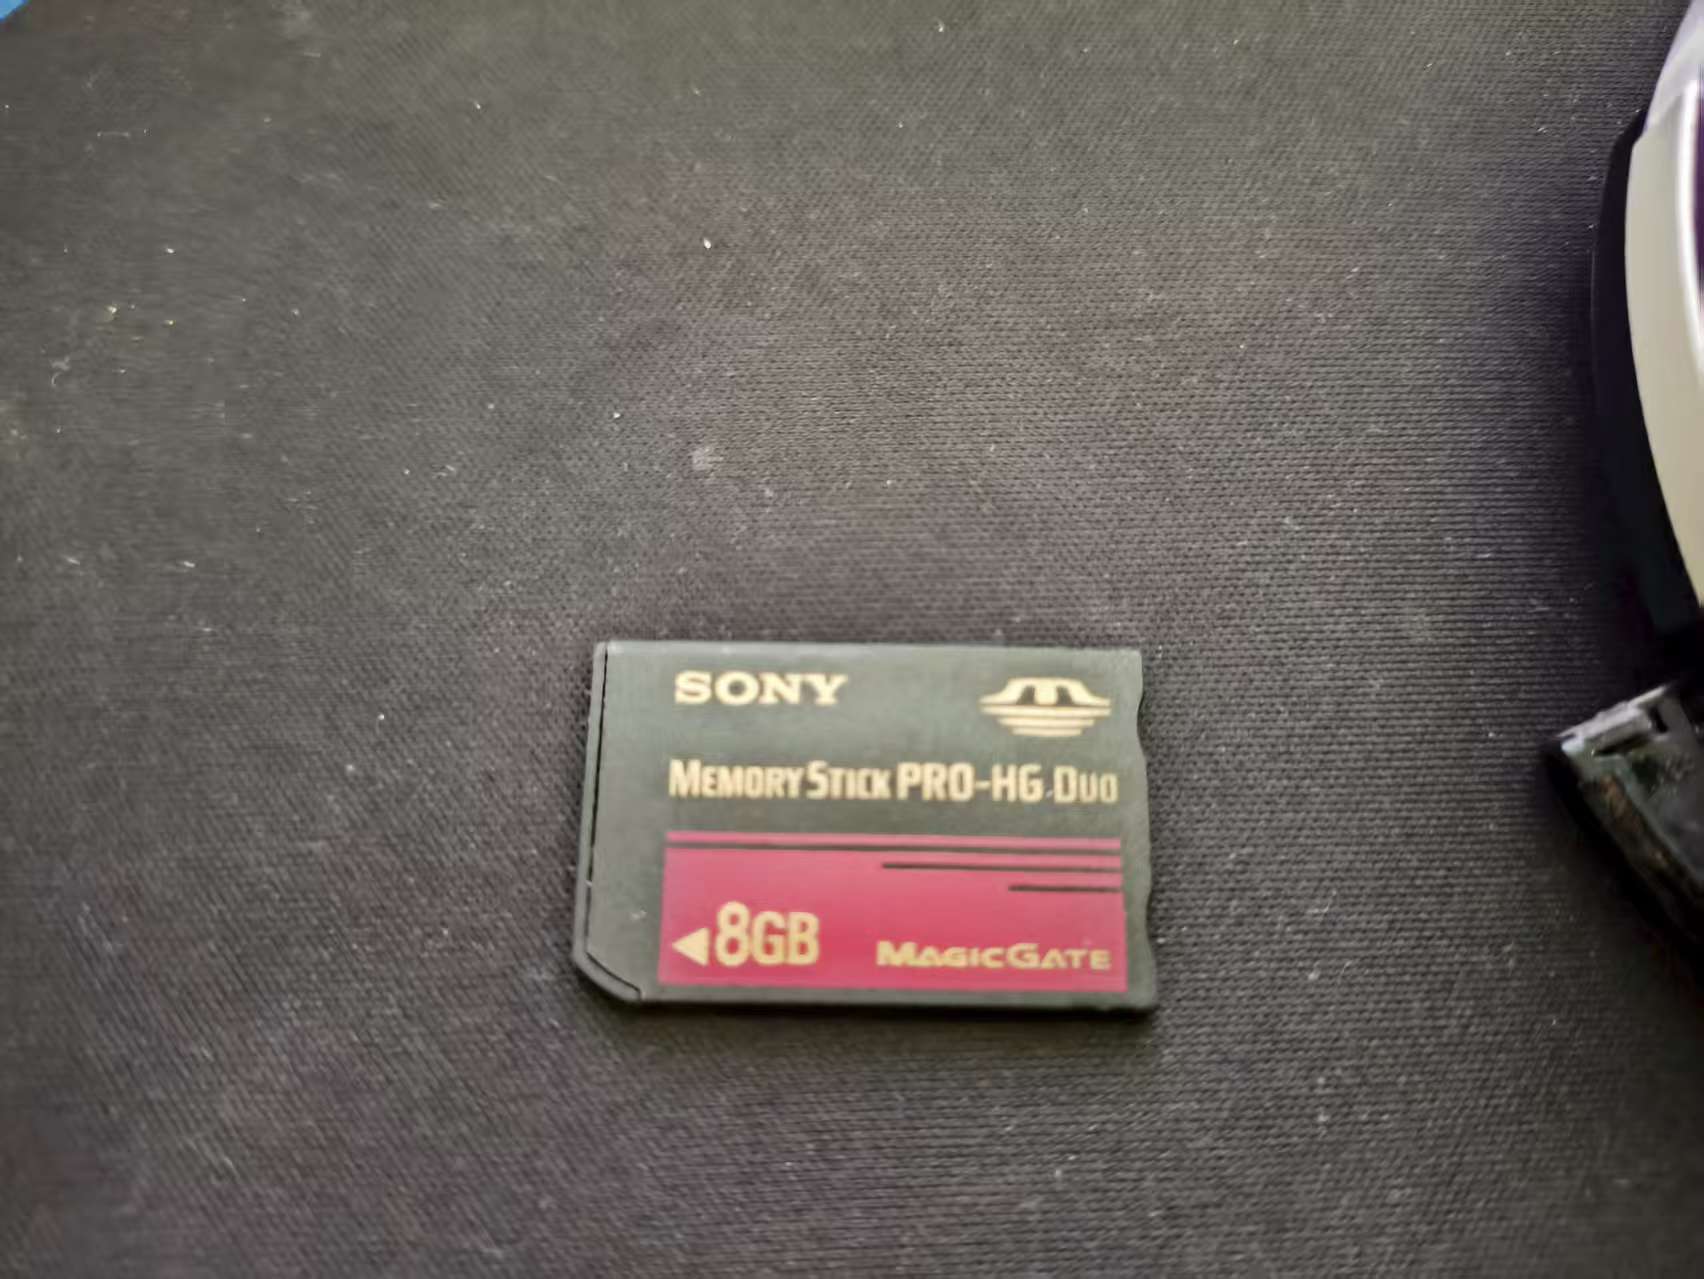 SONY
MEMORY STICK PRO-HG DUO
8GB
MAGICGATE